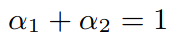 α₁ + α₂ = 1